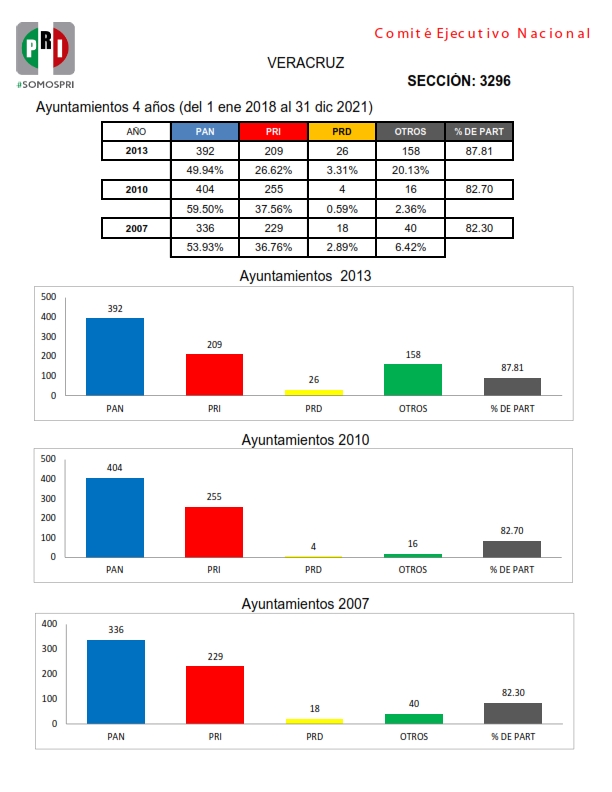 Comité Ejecutivo Nacional
PRI
#SOMOSPRI
VERACRUZ
SECCIÓN: 3296
Ayuntamientos 4 años (del 1 ene 2018 al 31 dic 2021)
AÑO PAN PRI PRD OTROS % DE PART
2013 392 209 26 158 87.81
49.94% 26.62% 3.31% 20.13%
2010 404 255 4 16 82.70
59.50% 37.56% 0.59% 2.36%
2007 336 229 18 40 82.30
53.93% 36.76% 2.89% 6.42%
Ayuntamientos 2013
500
400
300
200
100
0
392
209
26
158
87.81
PAN PRI PRD OTROS % DE PART
Ayuntamientos 2010
500
400
300
200
100
0
404
255
4
16
82.70
PAN PRI PRD OTROS % DE PART
Ayuntamientos 2007
400
300
200
100
0
336
229
18
40
82.30
PAN PRI PRD OTROS % DE PART